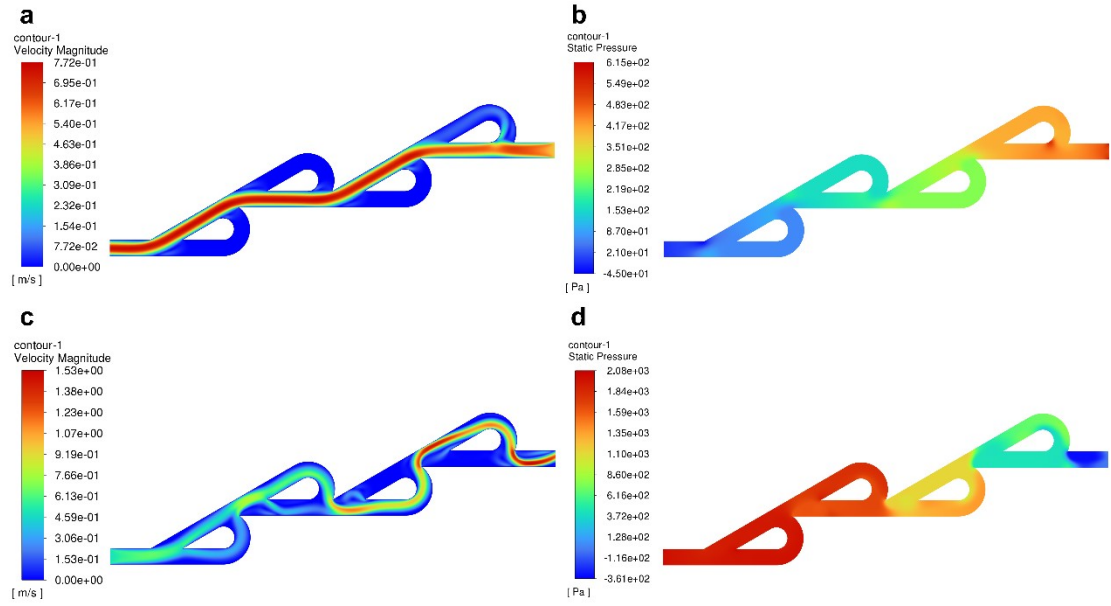 a
contour-1
Velocity Magnitude
7.72e-01
6.95e-01
6.17e-01
5.40e-01
4.63e-01
3.86e-01
3.09e-01
2.32e-01
1.54e-01
7.72e-02
0.00e+00
[ m/s ]
b
contour-1
Static Pressure
6.15e+02
5.49e+02
4.83e+02
4.17e+02
3.51e+02
2.85e+02
2.19e+02
1.53e+02
8.70e+01
2.10e+01
-4.50e+01
[ Pa ]
c
contour-1
Velocity Magnitude
1.53e+00
1.38e+00
1.23e+00
1.07e+00
9.19e-01
7.66e-01
6.13e-01
4.59e-01
3.06e-01
1.53e-01
0.00e+00
[ m/s ]
d
contour-1
Static Pressure
2.08e+03
1.84e+03
1.59e+03
1.35e+03
1.10e+03
8.60e+02
6.16e+02
3.72e+02
1.28e+02
-1.16e+02
-3.61e+02
[ Pa ]